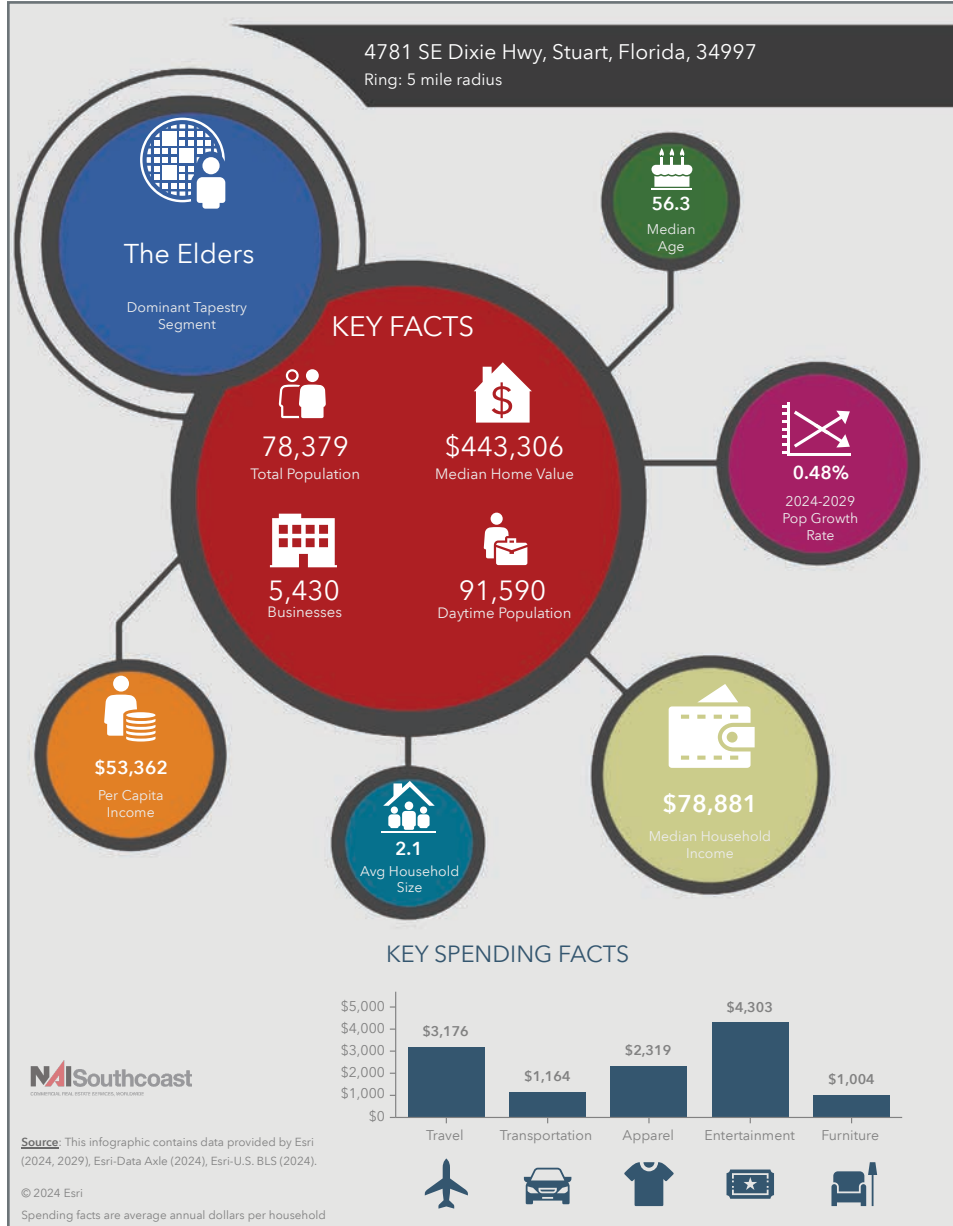 4781 SE Dixie Hwy, Stuart, Florida, 34997
Ring: 5 mile radius
The Elders
Dominant Tapestry
Segment
56.3
Median
Age
KEY FACTS
78,379
Total Population
$443,306
Median Home Value
5,430
Businesses
91,590
Daytime Population
0.48%
2024-2029
Pop Growth
Rate
$53,362
Per Capita
Income
2.1
Avg Household
Size
$78,881
Median Household
Income
KEY SPENDING FACTS
$5,000
$4,000
$3,000
$2,000
$1,000
$0
$3,176
$1,164
$2,319
$4,303
$1,004
Travel
Transportation
Apparel
Entertainment
Furniture
NAISouthcoast
COMMERCIAL REAL ESTATE SERVICES, WORLDWIDE
Source: This infographic contains data provided by Esri
(2024, 2029), Esri-Data Axle (2024), Esri-U.S. BLS (2024).
© 2024 Esri
Spending facts are average annual dollars per household